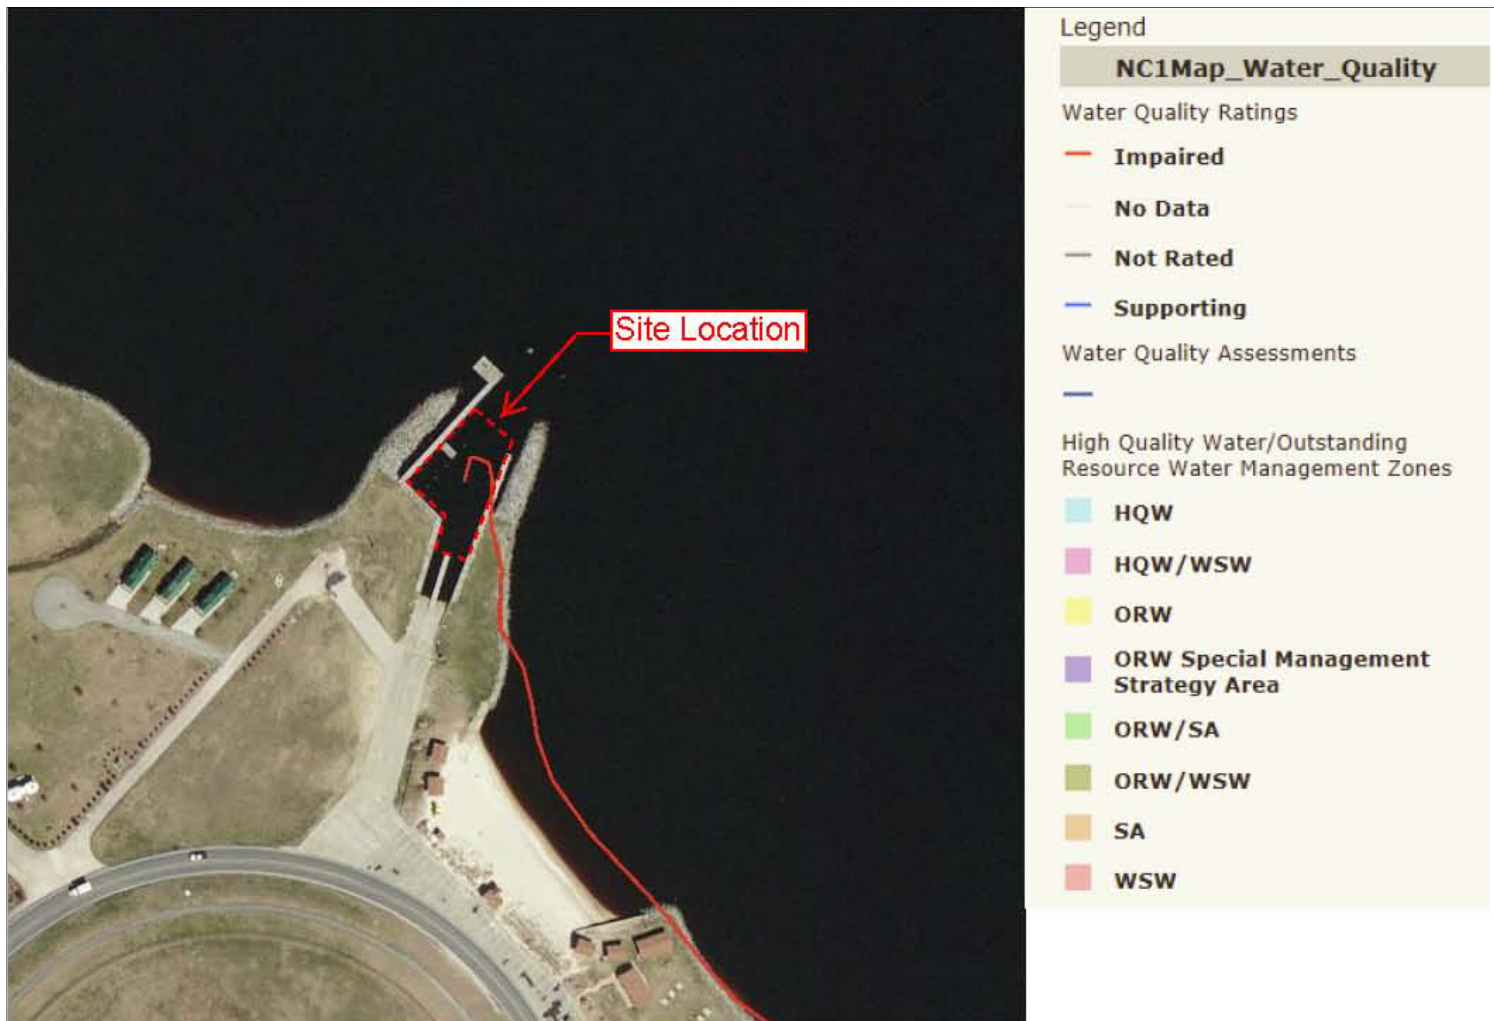 Site Location
Legend
NC1Map_Water_Quality
Water Quality Ratings
Impaired
No Data
Not Rated
Supporting
Water Quality Assessments
High Quality Water/Outstanding
Resource Water Management Zones
HQW
HQW/WSW
ORW
ORW Special Management
Strategy Area
ORW/SA
ORW/WSW
SA
WSW